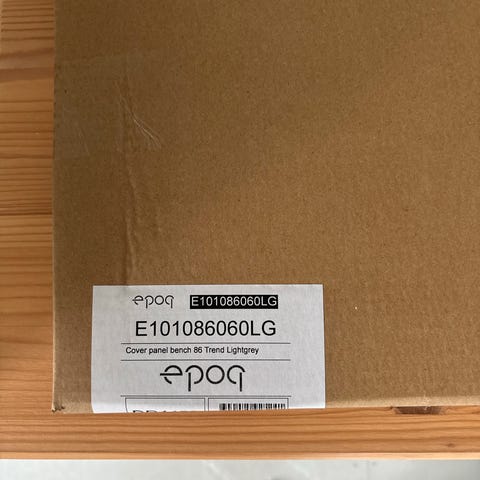 epoq E101086060LG
E101086060LG
Cover panel bench 86 Trend Lightgrey
epoq